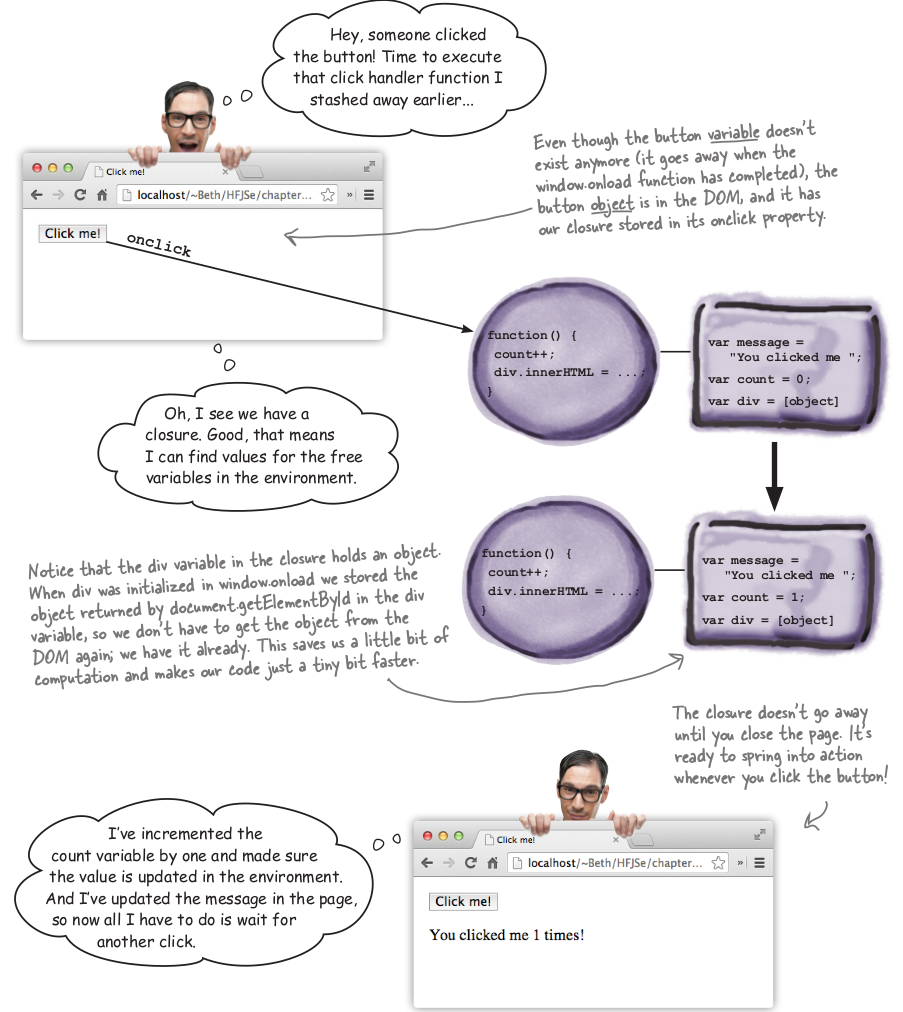 Hey, someone clicked
the button! Time to execute
that click handler function I
stashed away earlier...
Even though the button variable doesn't
exist anymore (it goes away when the
window.onload function has completed), the
button object is in the DOM, and it has
our closure stored in its onclick property.
Click me!
localhost/~Beth/HFJSe/chapter...
Click me!
onclick
function() {
count++;
div.innerHTML = ...;
}
var message =
"You clicked me ";
var count = 0;
var div = [object]
Oh, I see we have a
closure. Good, that means
I can find values for the free
variables in the environment.
function() {
count++;
div.innerHTML = ...;
}
var message =
"You clicked me ";
var count = 1;
var div = [object]
Notice that the div variable in the closure holds an object.
When div was initialized in window.onload we stored the
object returned by document.getElementById in the div
variable, so we don't have to get the object from the
DOM again; we have it already. This saves us a little bit of
computation and makes our code just a tiny bit faster.
The closure doesn't go away
until you close the page. It's
ready to spring into action
whenever you click the button!
I've incremented the
count variable by one and made sure
the value is updated in the environment.
And I've updated the message in the page,
so now all I have to do is wait for
another click.
Click me!
localhost/~Beth/HFJSe/chapter...
Click me!
You clicked me 1 times!